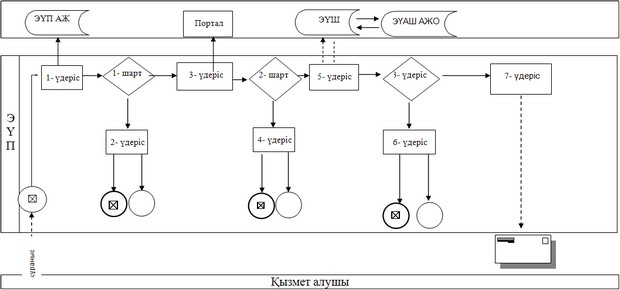 ЭҮП АЖ
Портал
ЭҮШ
ЭҮАШ АЖО
ЭҮП
1- үдеріс
1- шарт
3- үдеріс
2- шарт
5- үдеріс
3- үдеріс
7- үдеріс
2- үдеріс
4- үдеріс
6- үдеріс
сұраныс
Қызмет алушы